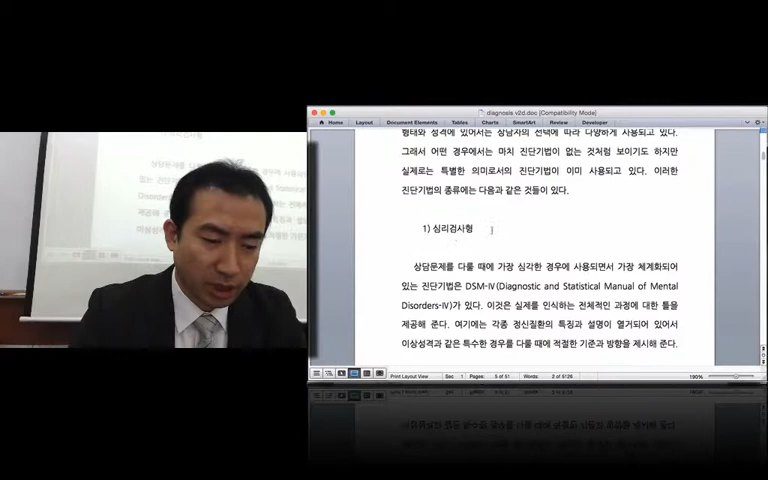 diagnosis v2d.doc [Compatibility Mode]
Home Layout Document Elements Tables Charts SmartArt Review Developer
형태와 성격에 있어서는 상담자의 선택에 따라 다양하게 사용되고 있다.
그래서 어떤 경우에서는 마치 진단기법이 없는 것처럼 보이기도 하지만
실제로는 특별한 의미로서의 진단기법이 이미 사용되고 있다. 이러한
진단기법의 종류에는 다음과 같은 것들이 있다.
1) 심리검사형
상담문제를 다룰 때에 가장 심각한 경우에 사용되면서 가장 체계화되어
있는 진단기법은 DSM-IV(Diagnostic and Statistical Manual of Mental
Disorders-IV)가 있다. 이것은 실제를 인식하는 전체적인 과정에 대한 틀을
제공해 준다. 여기에는 각종 정신질환의 특징과 설명이 열거되어 있어서
이상성격과 같은 특수한 경우를 다룰 때에 적절한 기준과 방향을 제시해 준다.
Print Layout View Sec 1 Pages: 5 of 51 Words: 2 of 5126 190%